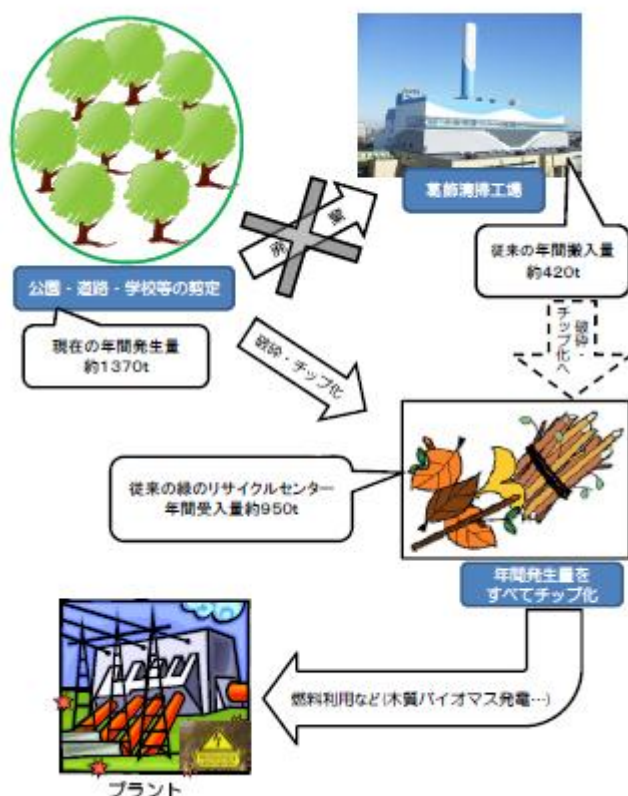 葛飾清掃工場
従来の年間搬入量
約420t
公園・道路・学校等の剪定
現在の年間発生量
約1370t
破砕・チップ化
破砕・
チップ化へ
従来の緑のリサイクルセンター
年間受入量約950t
年間発生量を
すべてチップ化
燃料利用など(木質バイオマス発電…)
プラント